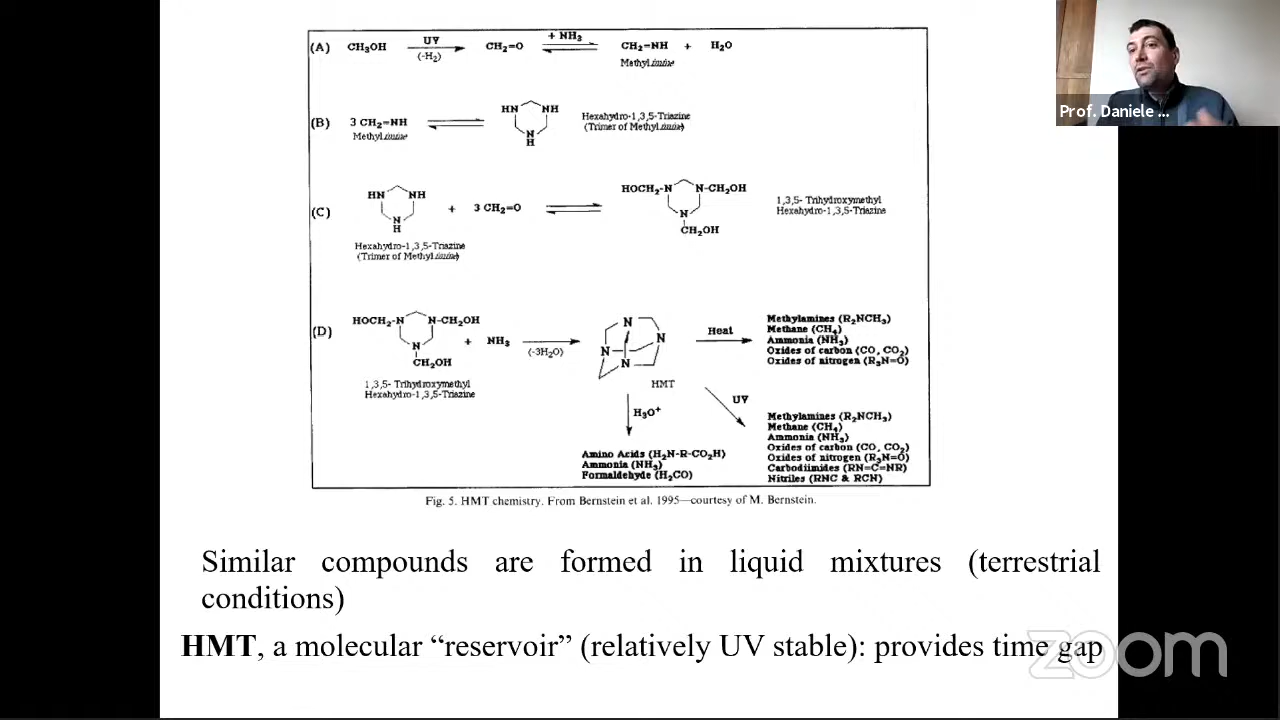 Prof. Daniele ...
(A) CH₃OH UV (-H₂) CH₂=O + NH₃ CH₂=NH + H₂O
Methylimine
(B) 3 CH₂=NH HN NH N H Hexahydro-1,3,5-Triazine
Methylimine (Trimer of Methylimine)
(C) HN NH N H + 3 CH₂=O HOCH₂-N N-CH₂OH N CH₂OH 1,3,5- Trihydroxymethyl
Hexahydro-1,3,5-Triazine
Hexahydro-1,3,5-Triazine
(Trimer of Methylimine)
(D) HOCH₂-N N-CH₂OH N CH₂OH + NH₃ (-3H₂O) N N N N Heat
1,3,5- Trihydroxymethyl
Hexahydro-1,3,5-Triazine
HMT
Methylamines (R₂NCH₃)
Methane (CH₄)
Ammonia (NH₃)
Oxides of carbon (CO, CO₂)
Oxides of nitrogen (R₃N=O)
H₃O⁺
UV
Amino Acids (H₂N-R-CO₂H)
Ammonia (NH₃)
Formaldehyde (H₂CO)
Methylamines (R₂NCH₃)
Methane (CH₄)
Ammonia (NH₃)
Oxides of carbon (CO, CO₂)
Oxides of nitrogen (R₃N=O)
Carbodiimides (RN=C=NR)
Nitriles (RNC & RCN)
Fig. 5. HMT chemistry. From Bernstein et al. 1995—courtesy of M. Bernstein.
Similar compounds are formed in liquid mixtures (terrestrial
conditions)
HMT, a molecular “reservoir” (relatively UV stable): provides time gap
zoom